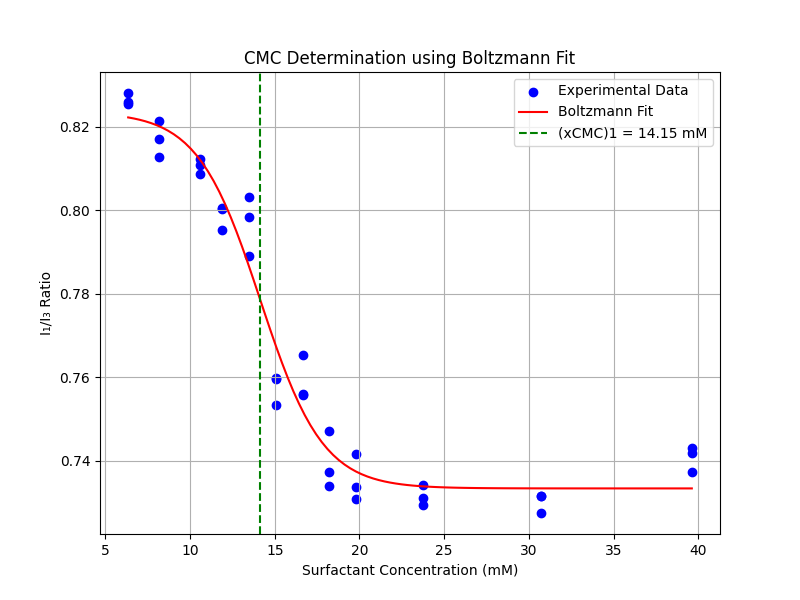 CMC Determination using Boltzmann Fit
Experimental Data
Boltzmann Fit
(xCMC)1 = 14.15 mM
I₁/I₃ Ratio
0.82
0.80
0.78
0.76
0.74
5 10 15 20 25 30 35 40
Surfactant Concentration (mM)